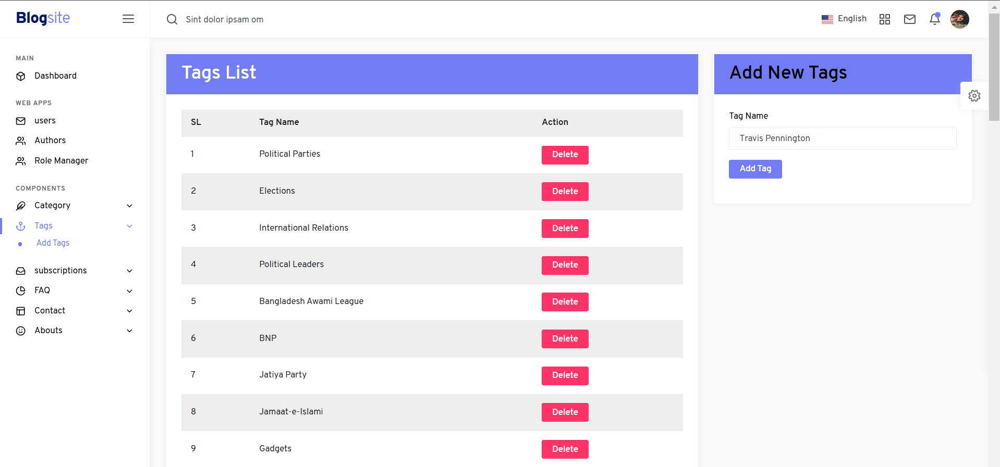 Blogsite
Sint dolor ipsam om
English
MAIN
Dashboard
WEB APPS
users
Authors
Role Manager
COMPONENTS
Category
Tags
Add Tags
subscriptions
FAQ
Contact
Abouts
Tags List
SL Tag Name Action
1 Political Parties Delete
2 Elections Delete
3 International Relations Delete
4 Political Leaders Delete
5 Bangladesh Awami League Delete
6 BNP Delete
7 Jatiya Party Delete
8 Jamaat-e-Islami Delete
9 Gadgets Delete
Add New Tags
Tag Name
Travis Pennington
Add Tag